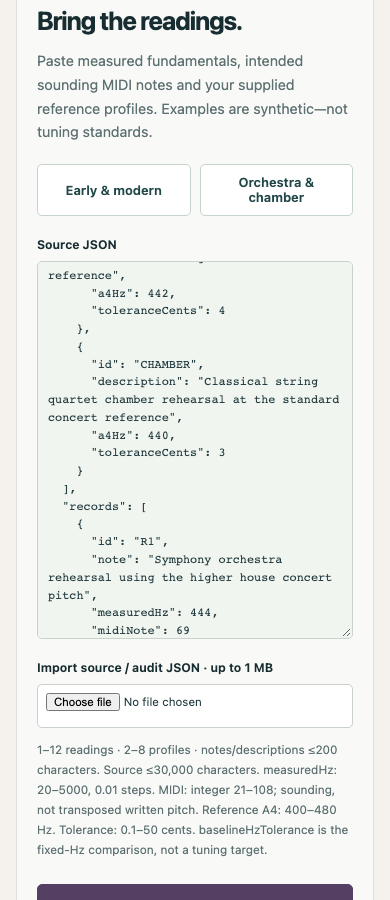 Bring the readings.
Paste measured fundamentals, intended
sounding MIDI notes and your supplied
reference profiles. Examples are synthetic—not
tuning standards.
Early & modern
Orchestra &
chamber
Source JSON
reference",
"a4Hz": 442,
"toleranceCents": 4
},
{
"id": "CHAMBER",
"description": "Classical string
quartet chamber rehearsal at the standard
concert reference",
"a4Hz": 440,
"toleranceCents": 3
}
],
"records": [
{
"id": "R1",
"note": "Symphony orchestra
rehearsal using the higher house concert
pitch",
"measuredHz": 444,
"midiNote": 69
Import source / audit JSON · up to 1 MB
Choose file No file chosen
1–12 readings · 2–8 profiles · notes/descriptions ≤200
characters. Source ≤30,000 characters. measuredHz:
20–5000, 0.01 steps. MIDI: integer 21–108; sounding,
not transposed written pitch. Reference A4: 400–480
Hz. Tolerance: 0.1–50 cents. baselineHzTolerance is the
fixed-Hz comparison, not a tuning target.